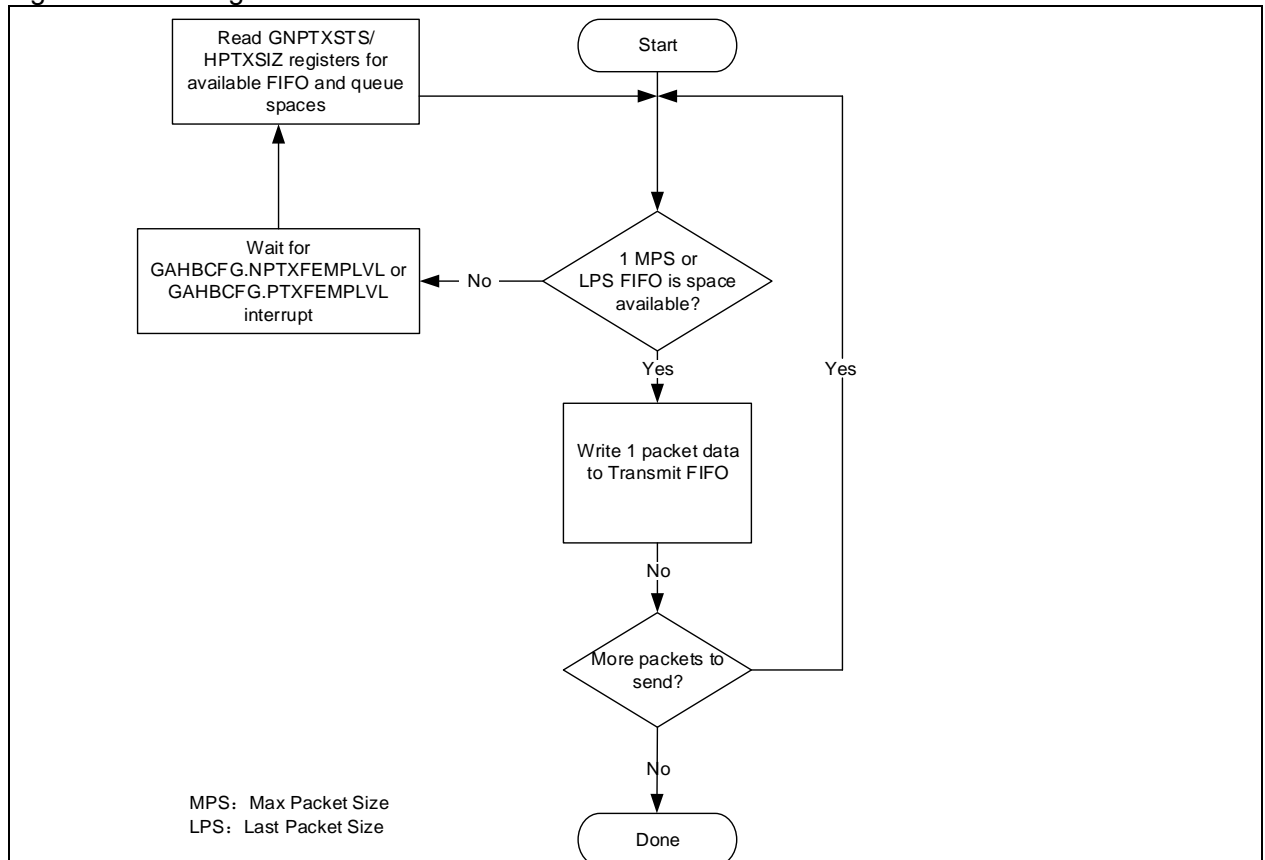 Read GNPTXSTS/
HPTXSIZ registers for
available FIFO and queue
spaces
Start
Wait for
GAHBCFG.NPTXFEMPLVL or
GAHBCFG.PTXFEMPLVL
interrupt
No
1 MPS or
LPS FIFO is space
available?
Yes
Yes
Write 1 packet data
to Transmit FIFO
No
More packets to
send?
No
MPS：Max Packet Size
LPS：Last Packet Size
Done